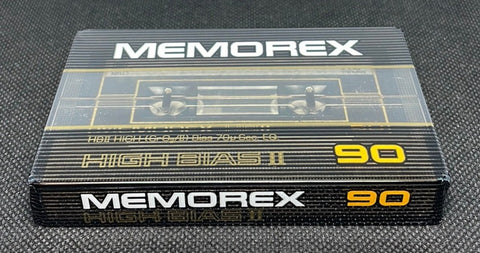 MEMOREX
HIGH BIAS II 90
MEMOREX 90
HIGH BIAS II